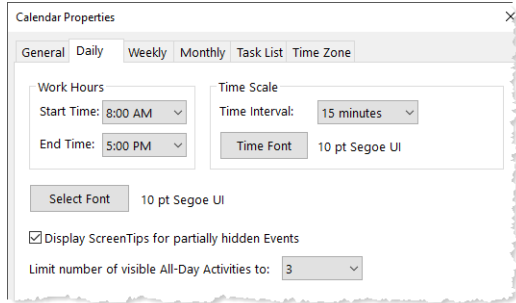 Calendar Properties
General Daily Weekly Monthly Task List Time Zone
Work Hours
Start Time: 8:00 AM
End Time: 5:00 PM
Time Scale
Time Interval: 15 minutes
Time Font 10 pt Segoe UI
Select Font 10 pt Segoe UI
Display ScreenTips for partially hidden Events
Limit number of visible All-Day Activities to: 3